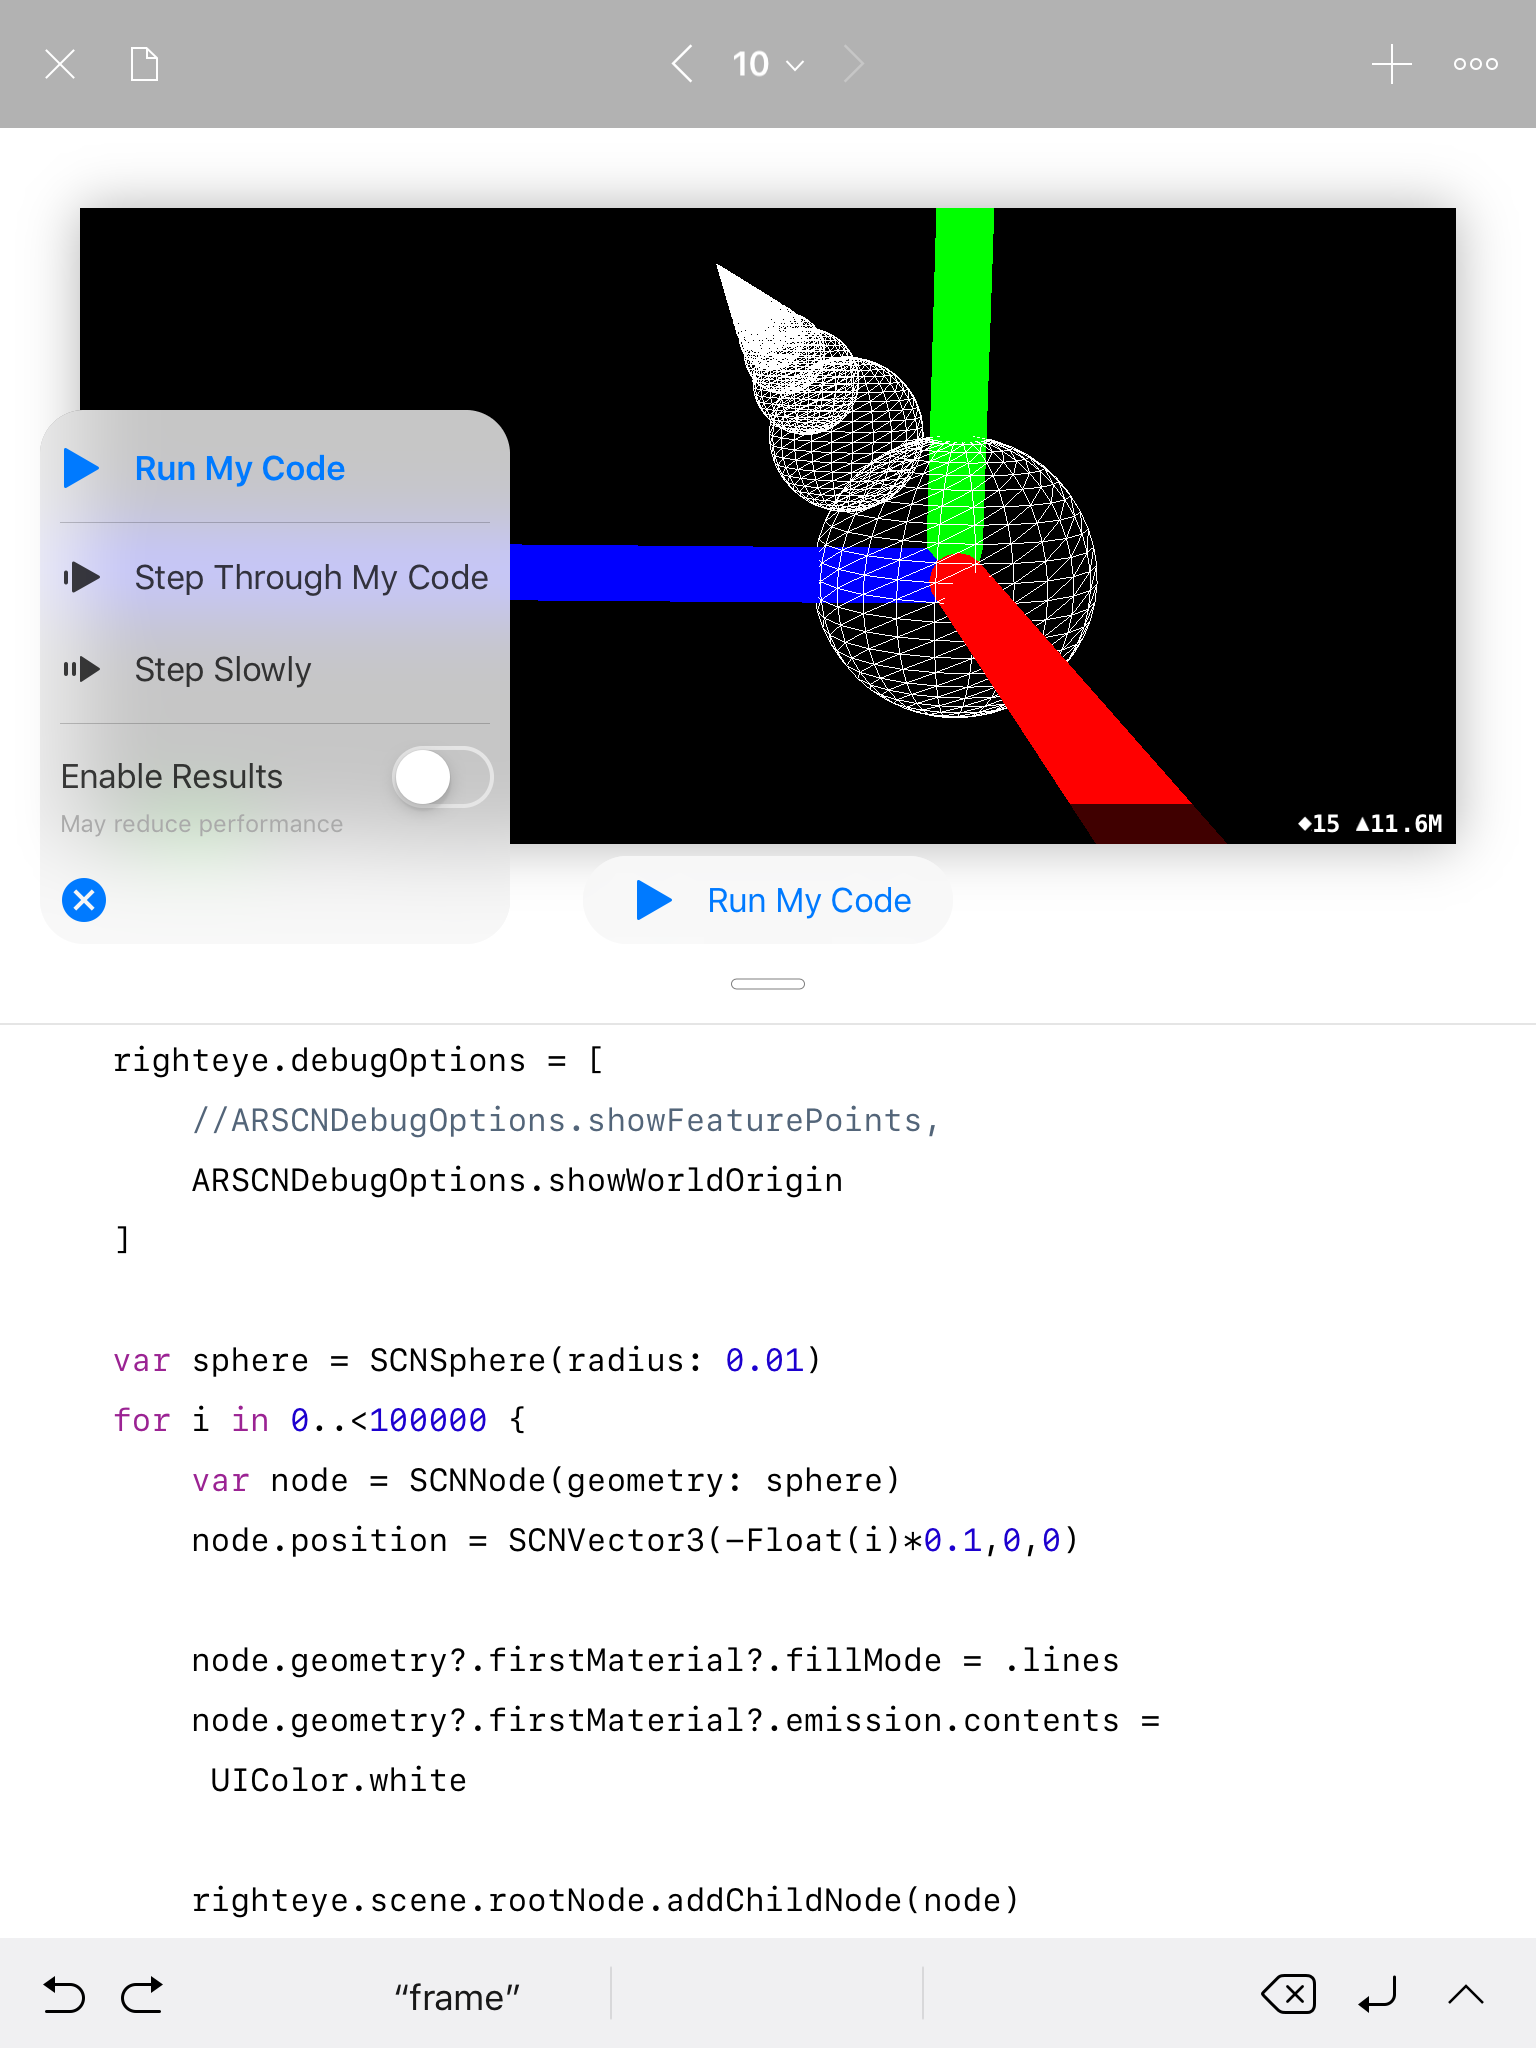 10
Run My Code
Step Through My Code
Step Slowly
Enable Results
May reduce performance
◆15 ▲11.6M
Run My Code
righteye.debugOptions = [
//ARSCNDebugOptions.showFeaturePoints,
ARSCNDebugOptions.showWorldOrigin
]
var sphere = SCNSphere(radius: 0.01)
for i in 0..<100000 {
var node = SCNNode(geometry: sphere)
node.position = SCNVector3(-Float(i)*0.1,0,0)
node.geometry?.firstMaterial?.fillMode = .lines
node.geometry?.firstMaterial?.emission.contents =
UIColor.white
righteye.scene.rootNode.addChildNode(node)
“frame”